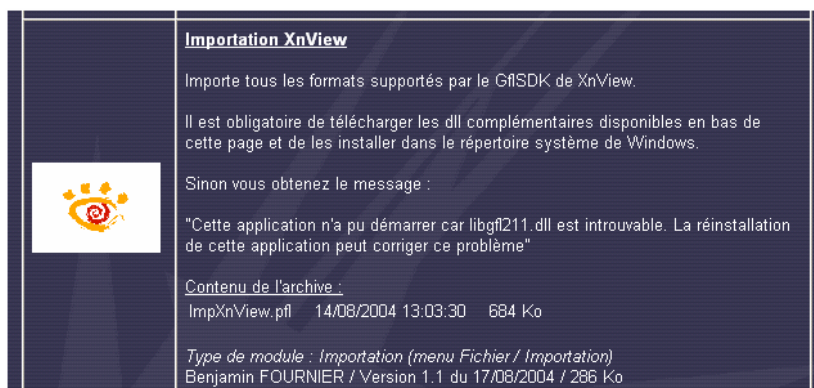 Importation XnView
Importe tous les formats supportés par le GflSDK de XnView.
Il est obligatoire de télécharger les dll complémentaires disponibles en bas de
cette page et de les installer dans le répertoire système de Windows.
Sinon vous obtenez le message :
"Cette application n'a pu démarrer car libgfl211.dll est introuvable. La réinstallation
de cette application peut corriger ce problème"
Contenu de l'archive :
ImpXnView.pfl 14/08/2004 13:03:30 684 Ko
Type de module : Importation (menu Fichier / Importation)
Benjamin FOURNIER / Version 1.1 du 17/08/2004 / 286 Ko